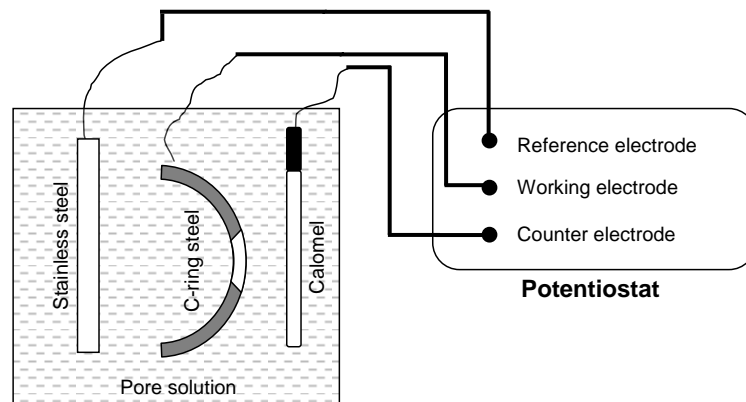 Stainless steel
C-ring steel
Calomel
Pore solution
Reference electrode
Working electrode
Counter electrode
Potentiostat